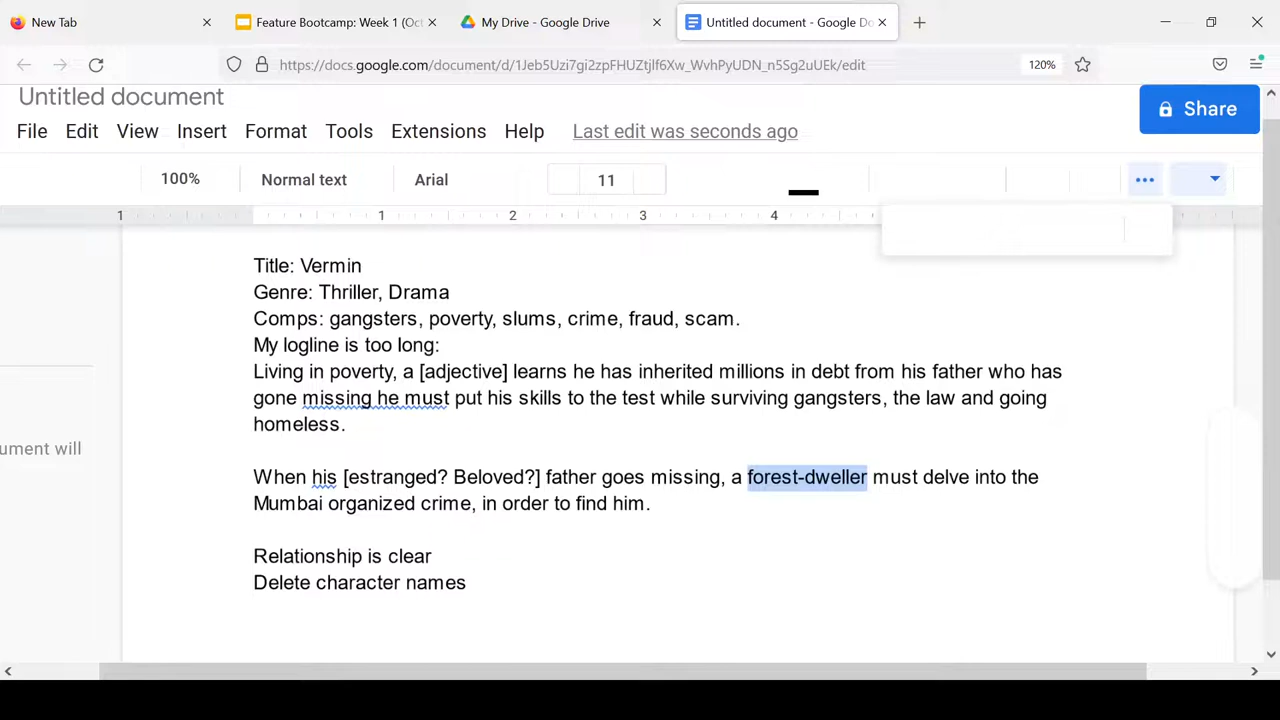 New Tab
Feature Bootcamp: Week 1 (Oct
My Drive - Google Drive
Untitled document - Google Do
https://docs.google.com/document/d/1Jeb5Uzi7gi2zpFHUZtjlf6Xw_WvhPyUDN_n5Sg2uUEk/edit
120%
Untitled document
Share
File Edit View Insert Format Tools Extensions Help Last edit was seconds ago
100% Normal text Arial 11
1 1 2 3 4
Title: Vermin
Genre: Thriller, Drama
Comps: gangsters, poverty, slums, crime, fraud, scam.
My logline is too long:
Living in poverty, a [adjective] learns he has inherited millions in debt from his father who has
gone missing he must put his skills to the test while surviving gangsters, the law and going
homeless.
ument will
When his [estranged? Beloved?] father goes missing, a forest-dweller must delve into the
Mumbai organized crime, in order to find him.
Relationship is clear
Delete character names